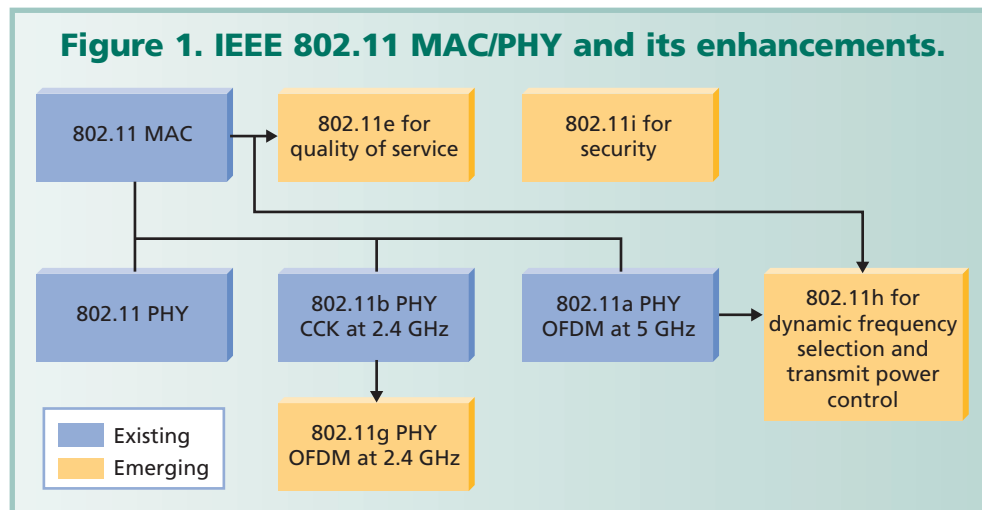 Figure 1. IEEE 802.11 MAC/PHY and its enhancements.
802.11 MAC
802.11e for
quality of service
802.11i for
security
802.11 PHY
802.11b PHY
CCK at 2.4 GHz
802.11a PHY
OFDM at 5 GHz
802.11h for
dynamic frequency
selection and
transmit power
control
802.11g PHY
OFDM at 2.4 GHz
Existing
Emerging